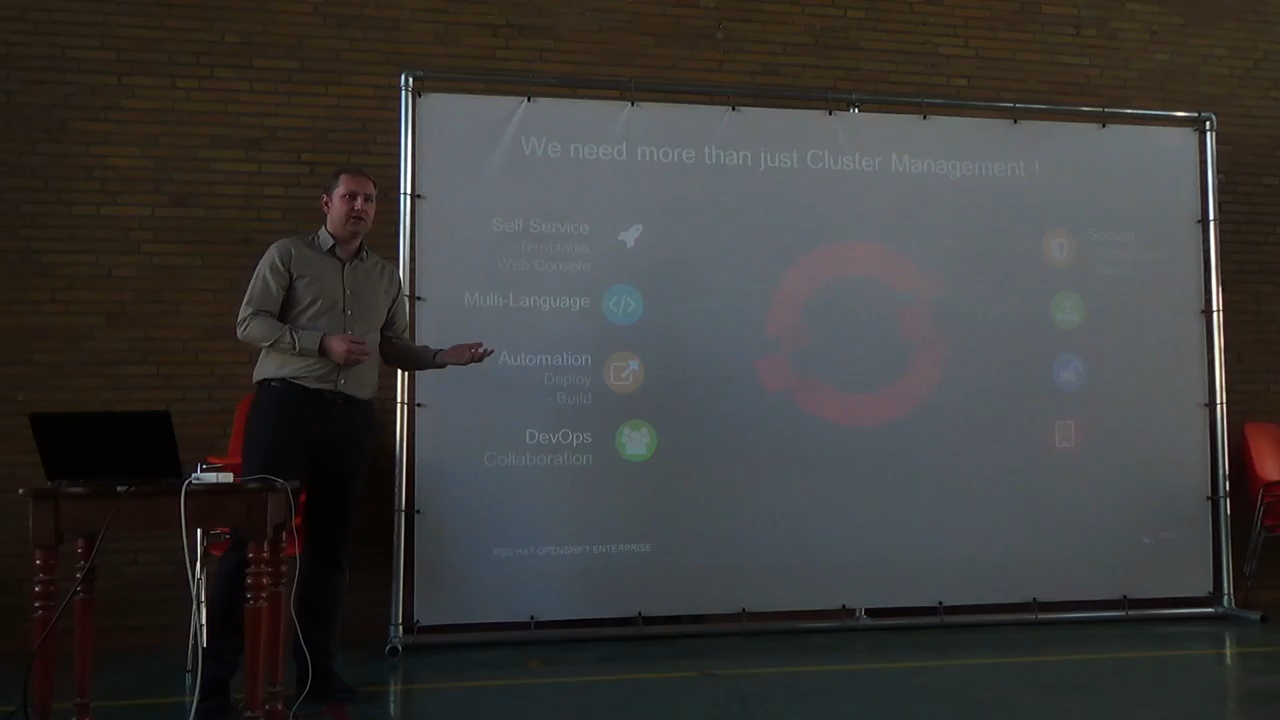 We need more than just Cluster Management !
Self Service
-Templates
Web Console
Multi-Language
</>
Automation
Deploy
- Build
DevOps
Collaboration
RED HAT OPENSHIFT ENTERPRISE